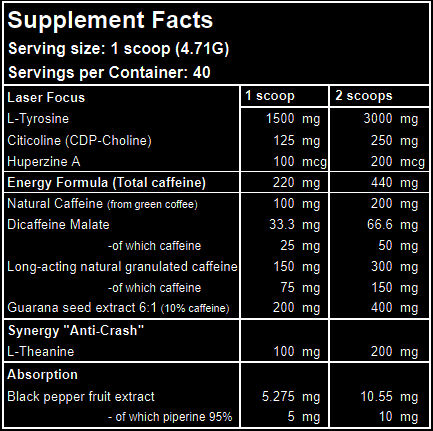 Supplement Facts
Serving size: 1 scoop (4.71G)
Servings per Container: 40
Laser Focus 1 scoop 2 scoops
L-Tyrosine 1500 mg 3000 mg
Citicoline (CDP-Choline) 125 mg 250 mg
Huperzine A 100 mcg 200 mcg
Energy Formula (Total caffeine) 220 mg 440 mg
Natural Caffeine (from green coffee) 100 mg 200 mg
Dicaffeine Malate 33.3 mg 66.6 mg
-of which caffeine 25 mg 50 mg
Long-acting natural granulated caffeine 150 mg 300 mg
-of which caffeine 75 mg 150 mg
Guarana seed extract 6:1 (10% caffeine) 200 mg 400 mg
Synergy "Anti-Crash"
L-Theanine 100 mg 200 mg
Absorption
Black pepper fruit extract 5.275 mg 10.55 mg
- of which piperine 95% 5 mg 10 mg